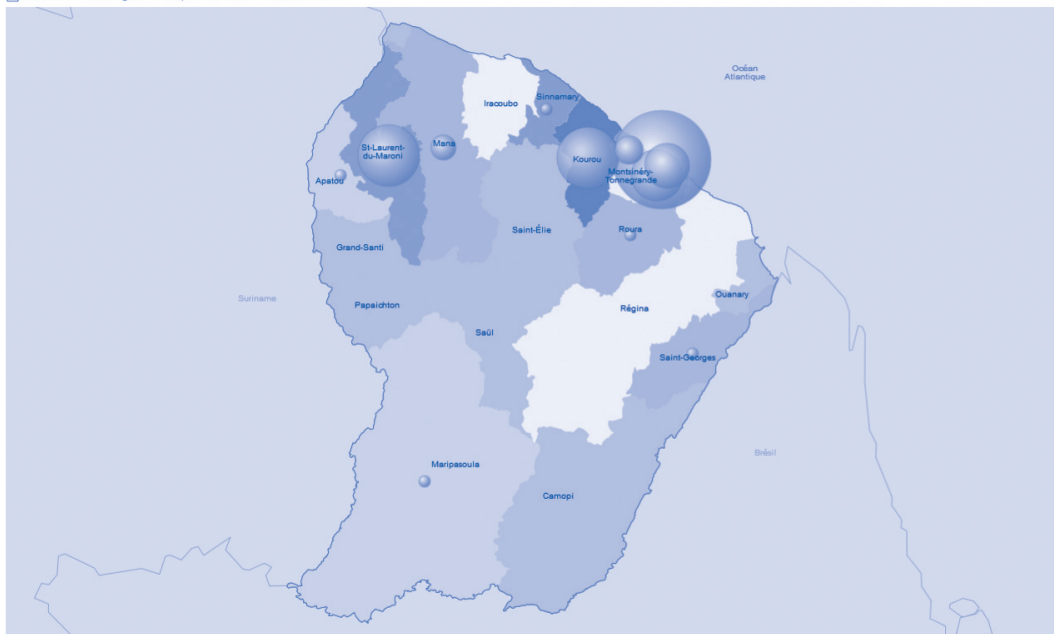 Océan
Atlantique
Iracoubo
Sinnamary
St-Laurent-
du-Maroni
Mana
Kourou
Montsinéry-
Tonnegrande
Apatou
Saint-Élie
Roura
Grand-Santi
Suriname
Papaichton
Ouanary
Régina
Saül
Saint-Georges
Brésil
Maripasoula
Camopi